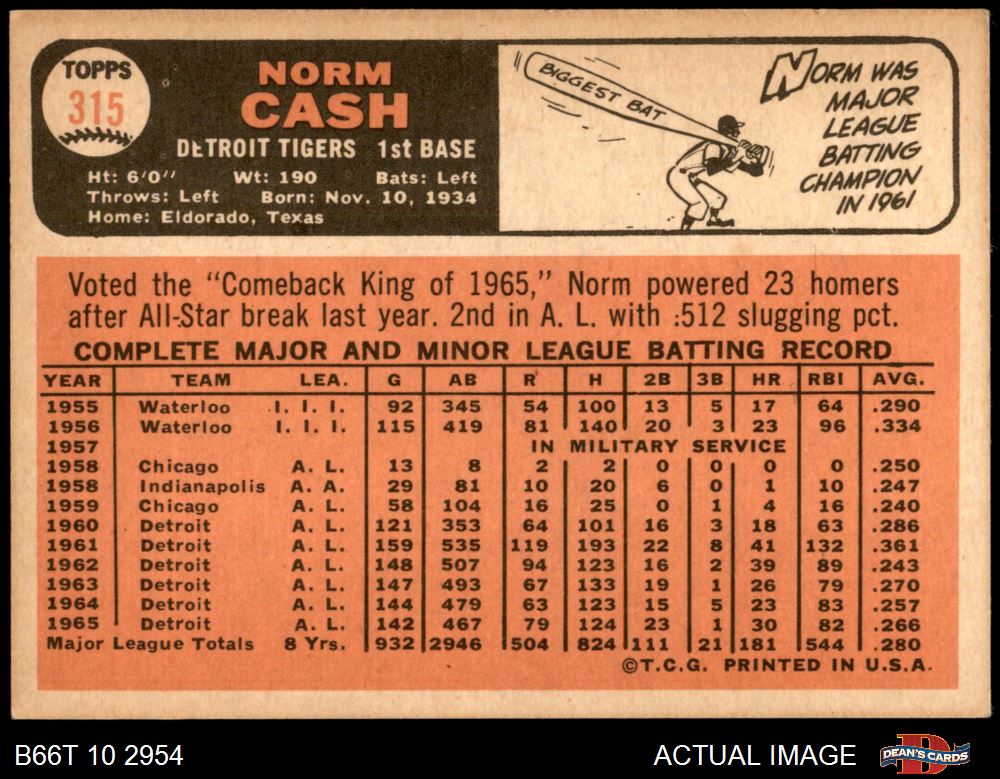 TOPPS
315
NORM
CASH
DETROIT TIGERS 1st BASE
Ht: 6'0" Wt: 190 Bats: Left
Throws: Left Born: Nov. 10, 1934
Home: Eldorado, Texas
BIGGEST BAT
NORM WAS
MAJOR
LEAGUE
BATTING
CHAMPION
IN 1961
Voted the "Comeback King of 1965," Norm powered 23 homers
after All-Star break last year. 2nd in A. L. with .512 slugging pct.
COMPLETE MAJOR AND MINOR LEAGUE BATTING RECORD
YEAR TEAM LEA. G AB R H 2B 3B HR RBI AVG.
1955 Waterloo I. I. I. 92 345 54 100 13 5 17 64 .290
1956 Waterloo I. I. I. 115 419 81 140 20 3 23 96 .334
1957 IN MILITARY SERVICE
1958 Chicago A. L. 13 8 2 2 0 0 0 0 .250
1958 Indianapolis A. A. 29 81 10 20 6 0 1 10 .247
1959 Chicago A. L. 58 104 16 25 0 1 4 16 .240
1960 Detroit A. L. 121 353 64 101 16 3 18 63 .286
1961 Detroit A. L. 159 535 119 193 22 8 41 132 .361
1962 Detroit A. L. 148 507 94 123 16 2 39 89 .243
1963 Detroit A. L. 147 493 67 133 19 1 26 79 .270
1964 Detroit A. L. 144 479 63 123 15 5 23 83 .257
1965 Detroit A. L. 142 467 79 124 23 1 30 82 .266
Major League Totals 8 Yrs. 932 2946 504 824 111 21 181 544 .280
©T.C.G. PRINTED IN U.S.A.
B66T 10 2954
ACTUAL IMAGE
DEAN'S CARDS